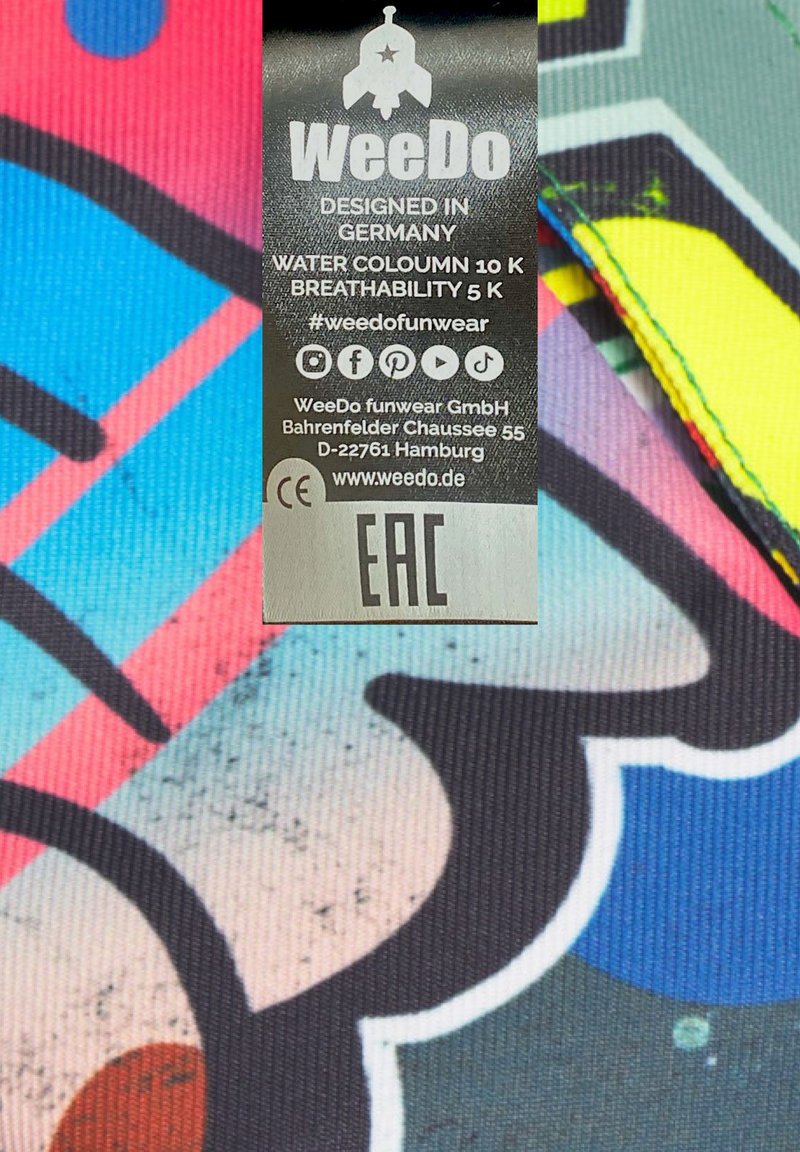 WeeDo
DESIGNED IN
GERMANY
WATER COLOUMN 10 K
BREATHABILITY 5 K
#weedofunwear
WeeDo funwear GmbH
Bahrenfelder Chaussee 55
D-22761 Hamburg
www.weedo.de
CE
EAC